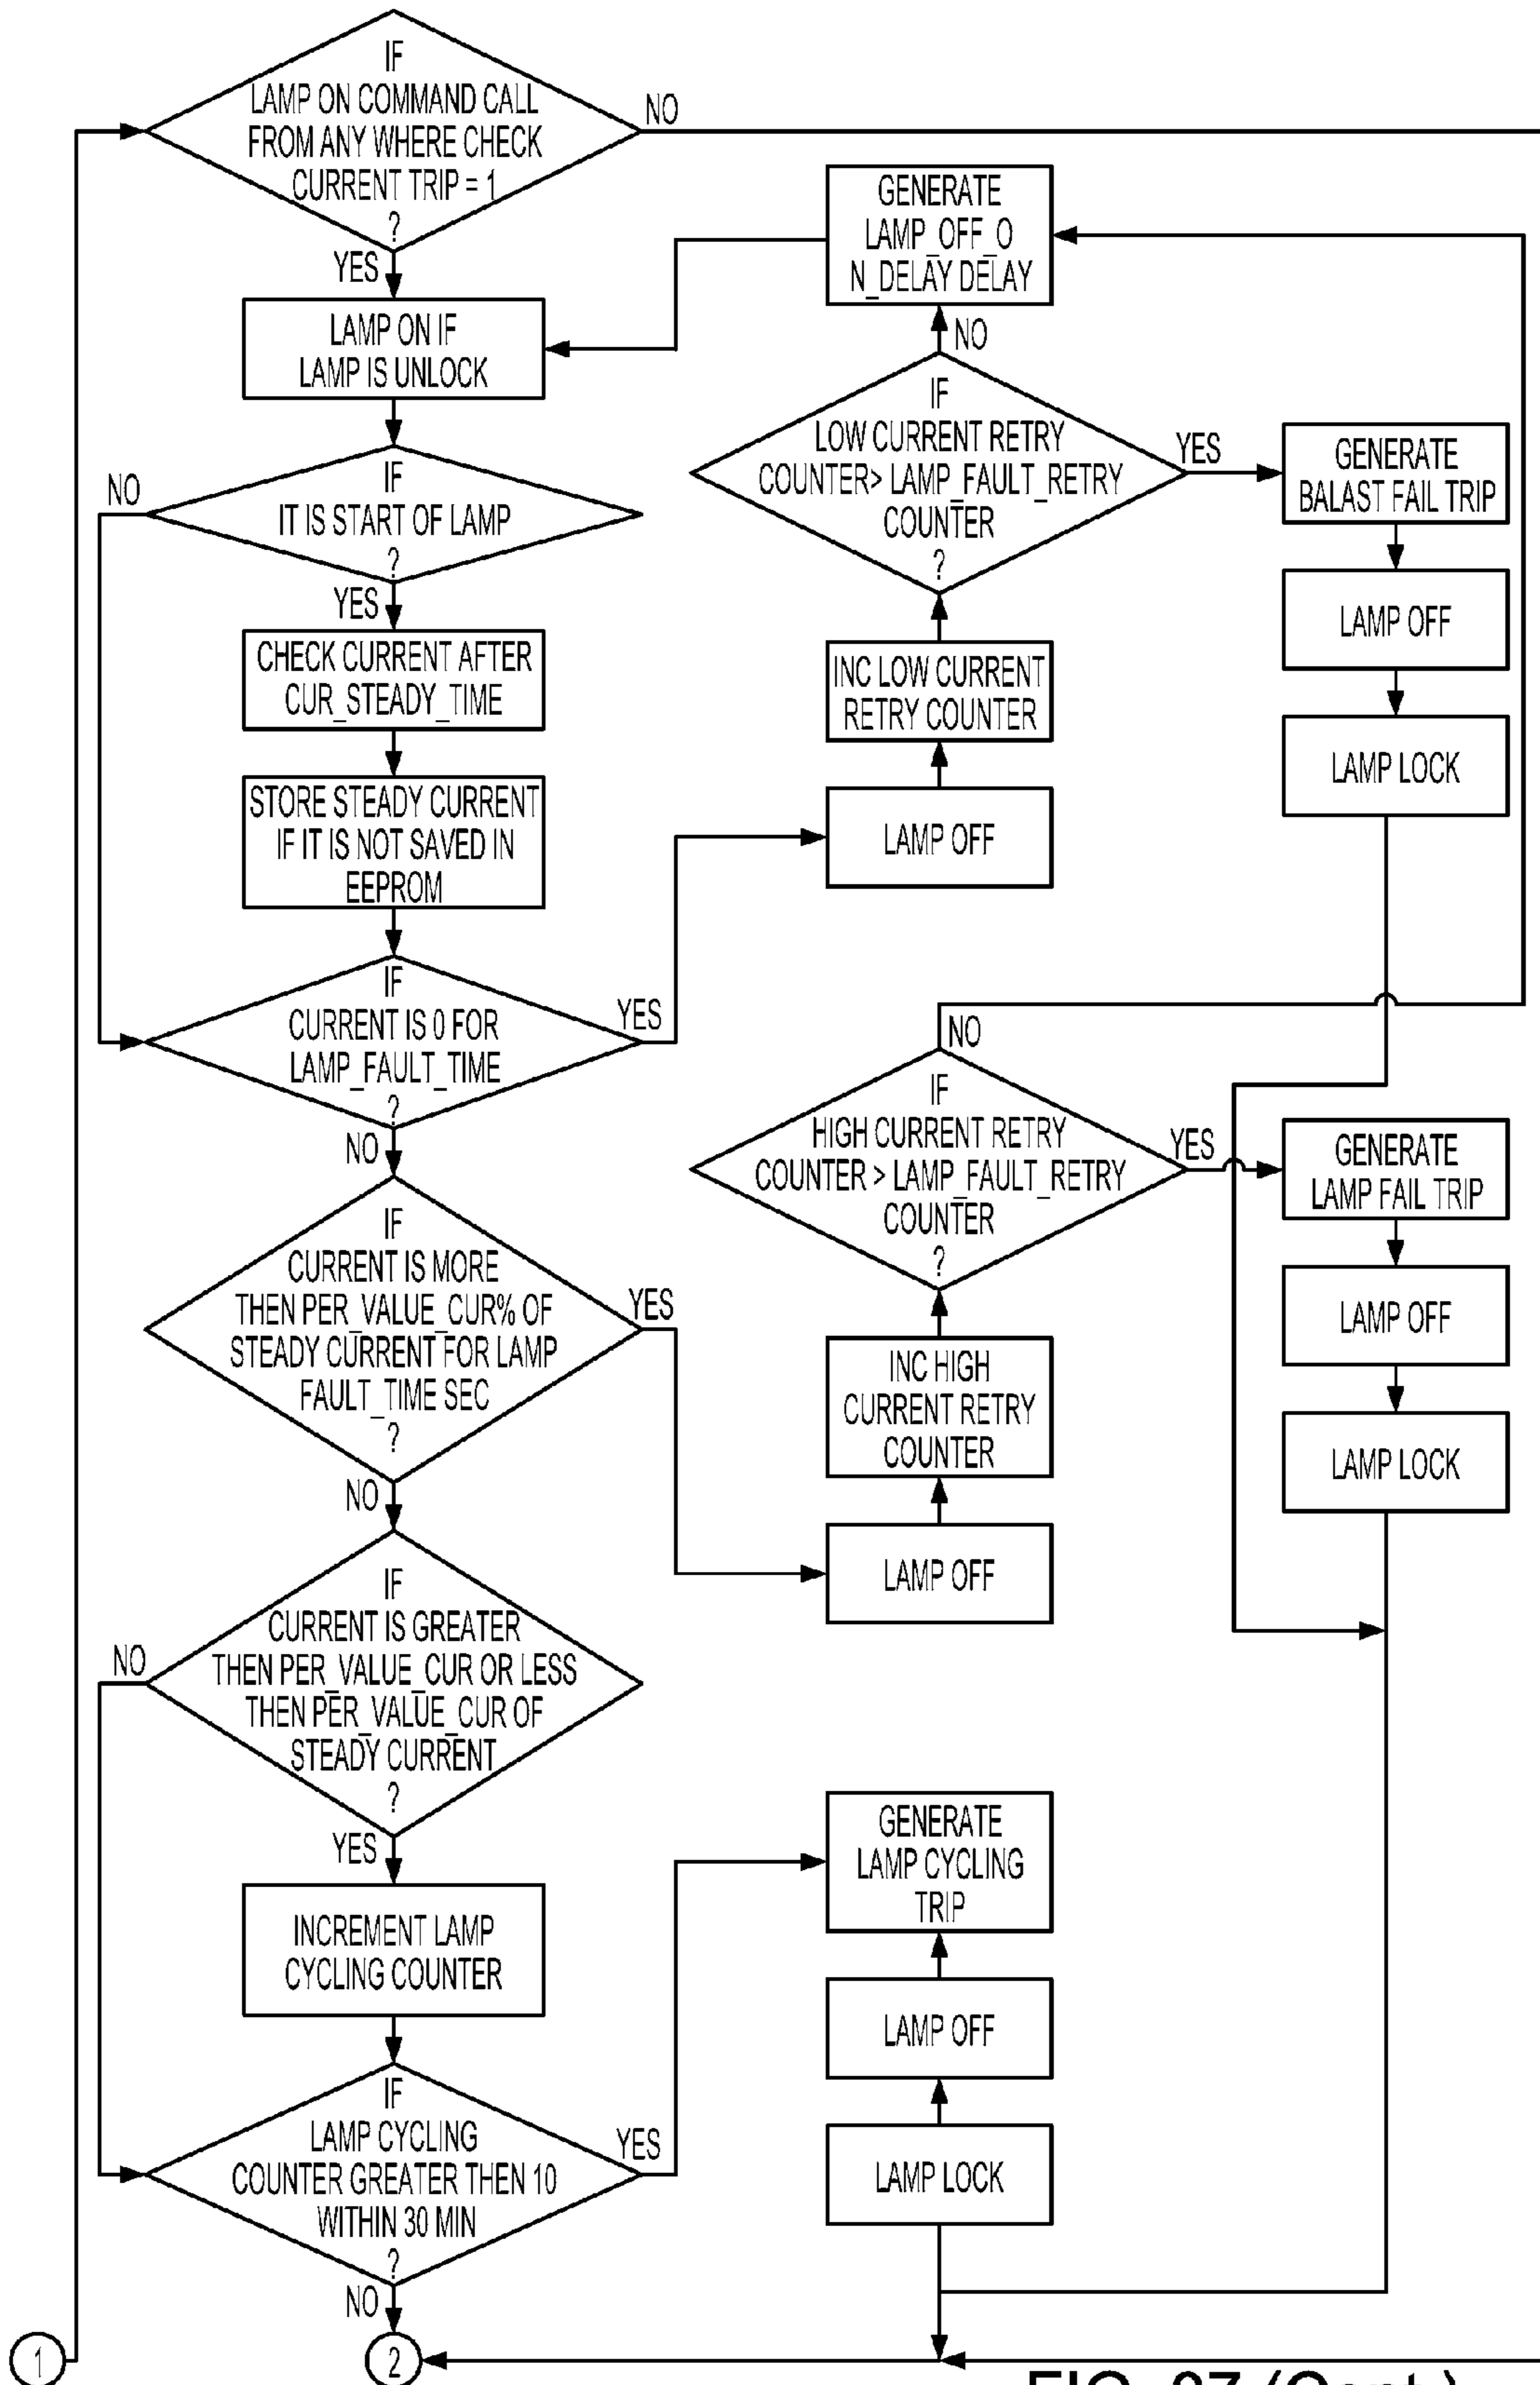 IF
LAMP ON COMMAND CALL
FROM ANY WHERE CHECK
CURRENT TRIP = 1
?
NO
YES
LAMP ON IF
LAMP IS UNLOCK
IF
IT IS START OF LAMP
?
NO
YES
CHECK CURRENT AFTER
CUR_STEADY_TIME
STORE STEADY CURRENT
IF IT IS NOT SAVED IN
EEPROM
IF
CURRENT IS 0 FOR
LAMP_FAULT_TIME
?
YES
NO
IF
CURRENT IS MORE
THEN PER_VALUE_CUR% OF
STEADY CURRENT FOR LAMP
FAULT_TIME SEC
?
YES
NO
IF
CURRENT IS GREATER
THEN PER_VALUE_CUR OR LESS
THEN PER_VALUE_CUR OF
STEADY CURRENT
?
NO
YES
INCREMENT LAMP
CYCLING COUNTER
IF
LAMP CYCLING
COUNTER GREATER THEN 10
WITHIN 30 MIN
?
YES
NO
1
2
GENERATE
LAMP_OFF_O
N_DELAY DELAY
NO
IF
LOW CURRENT RETRY
COUNTER> LAMP_FAULT_RETRY
COUNTER
?
YES
INC LOW CURRENT
RETRY COUNTER
LAMP OFF
GENERATE
BALAST FAIL TRIP
LAMP OFF
LAMP LOCK
NO
IF
HIGH CURRENT RETRY
COUNTER > LAMP_FAULT_RETRY
COUNTER
?
YES
INC HIGH
CURRENT RETRY
COUNTER
LAMP OFF
GENERATE
LAMP FAIL TRIP
LAMP OFF
LAMP LOCK
GENERATE
LAMP CYCLING
TRIP
LAMP OFF
LAMP LOCK